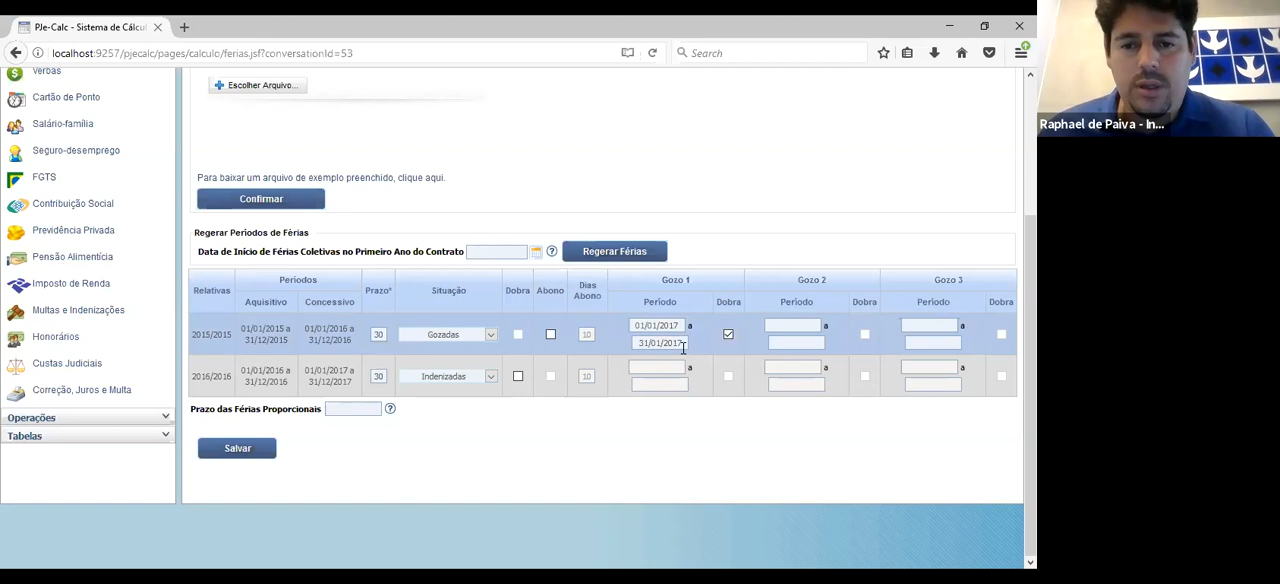 PJe-Calc - Sistema de Cálcu
localhost:9257/pjecalc/pages/calculo/ferias.jsf?conversationId=53
Search
Verbas
Cartão de Ponto
Salário-família
Seguro-desemprego
FGTS
Contribuição Social
Previdência Privada
Pensão Alimentícia
Imposto de Renda
Multas e Indenizações
Honorários
Custas Judiciais
Correção, Juros e Multa
Operações
Tabelas
Escolher Arquivo...
Para baixar um arquivo de exemplo preenchido, clique aqui.
Confirmar
Regerar Períodos de Férias
Data de Início de Férias Coletivas no Primeiro Ano do Contrato
Regerar Férias
Relativas Períodos Prazo* Situação Dobra Abono Dias Abono Gozo 1 Gozo 2 Gozo 3
Aquisitivo Concessivo Período Dobra Período Dobra Período Dobra
2015/2015 01/01/2015 a 31/12/2015 01/01/2016 a 31/12/2016 30 Gozadas 10 01/01/2017 a 31/01/2017 a a
2016/2016 01/01/2016 a 31/12/2016 01/01/2017 a 31/12/2017 30 Indenizadas 10 a a a
Prazo das Férias Proporcionais
Salvar
Raphael de Paiva - In...